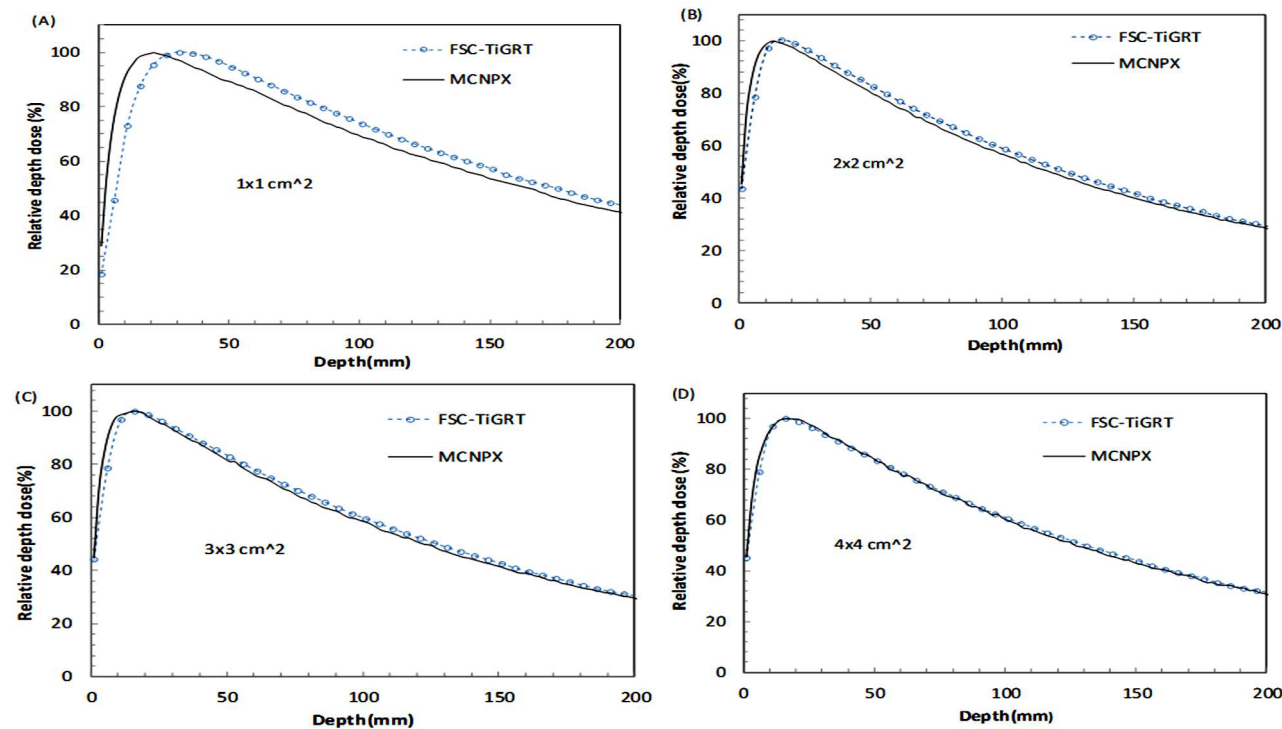 (A)
Relative depth dose (%)
100
80
60
40
20
0
FSC-TiGRT
MCNPX
1x1 cm^2
0 50 100 150 200
Depth(mm)
(B)
Relative depth dose(%)
100
80
60
40
20
0
FSC-TiGRT
MCNPX
2x2 cm^2
0 50 100 150 200
Depth(mm)
(C)
Relative depth dose(%)
100
80
60
40
20
0
FSC-TiGRT
MCNPX
3x3 cm^2
0 50 100 150 200
Depth(mm)
(D)
Relative depth dose(%)
100
80
60
40
20
0
FSC-TiGRT
MCNPX
4x4 cm^2
0 50 100 150 200
Depth(mm)